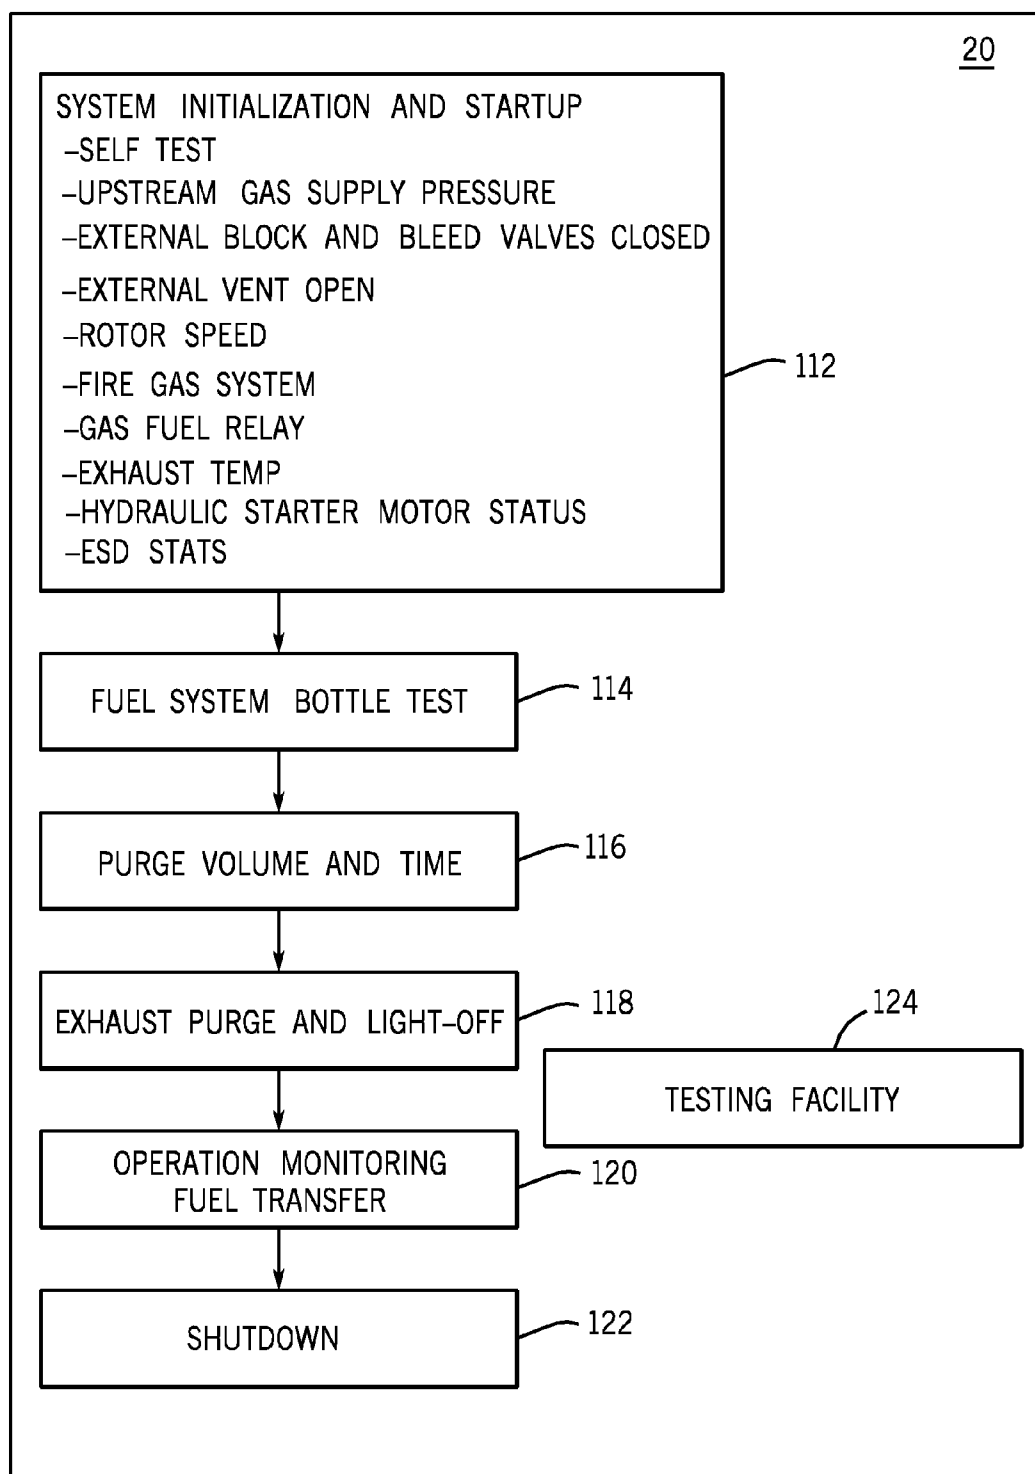 20
SYSTEM INITIALIZATION AND STARTUP
-SELF TEST
-UPSTREAM GAS SUPPLY PRESSURE
-EXTERNAL BLOCK AND BLEED VALVES CLOSED
-EXTERNAL VENT OPEN
-ROTOR SPEED
-FIRE GAS SYSTEM
-GAS FUEL RELAY
-EXHAUST TEMP
-HYDRAULIC STARTER MOTOR STATUS
-ESD STATS
112
FUEL SYSTEM BOTTLE TEST
114
PURGE VOLUME AND TIME
116
EXHAUST PURGE AND LIGHT-OFF
118
124
TESTING FACILITY
OPERATION MONITORING
FUEL TRANSFER
120
SHUTDOWN
122